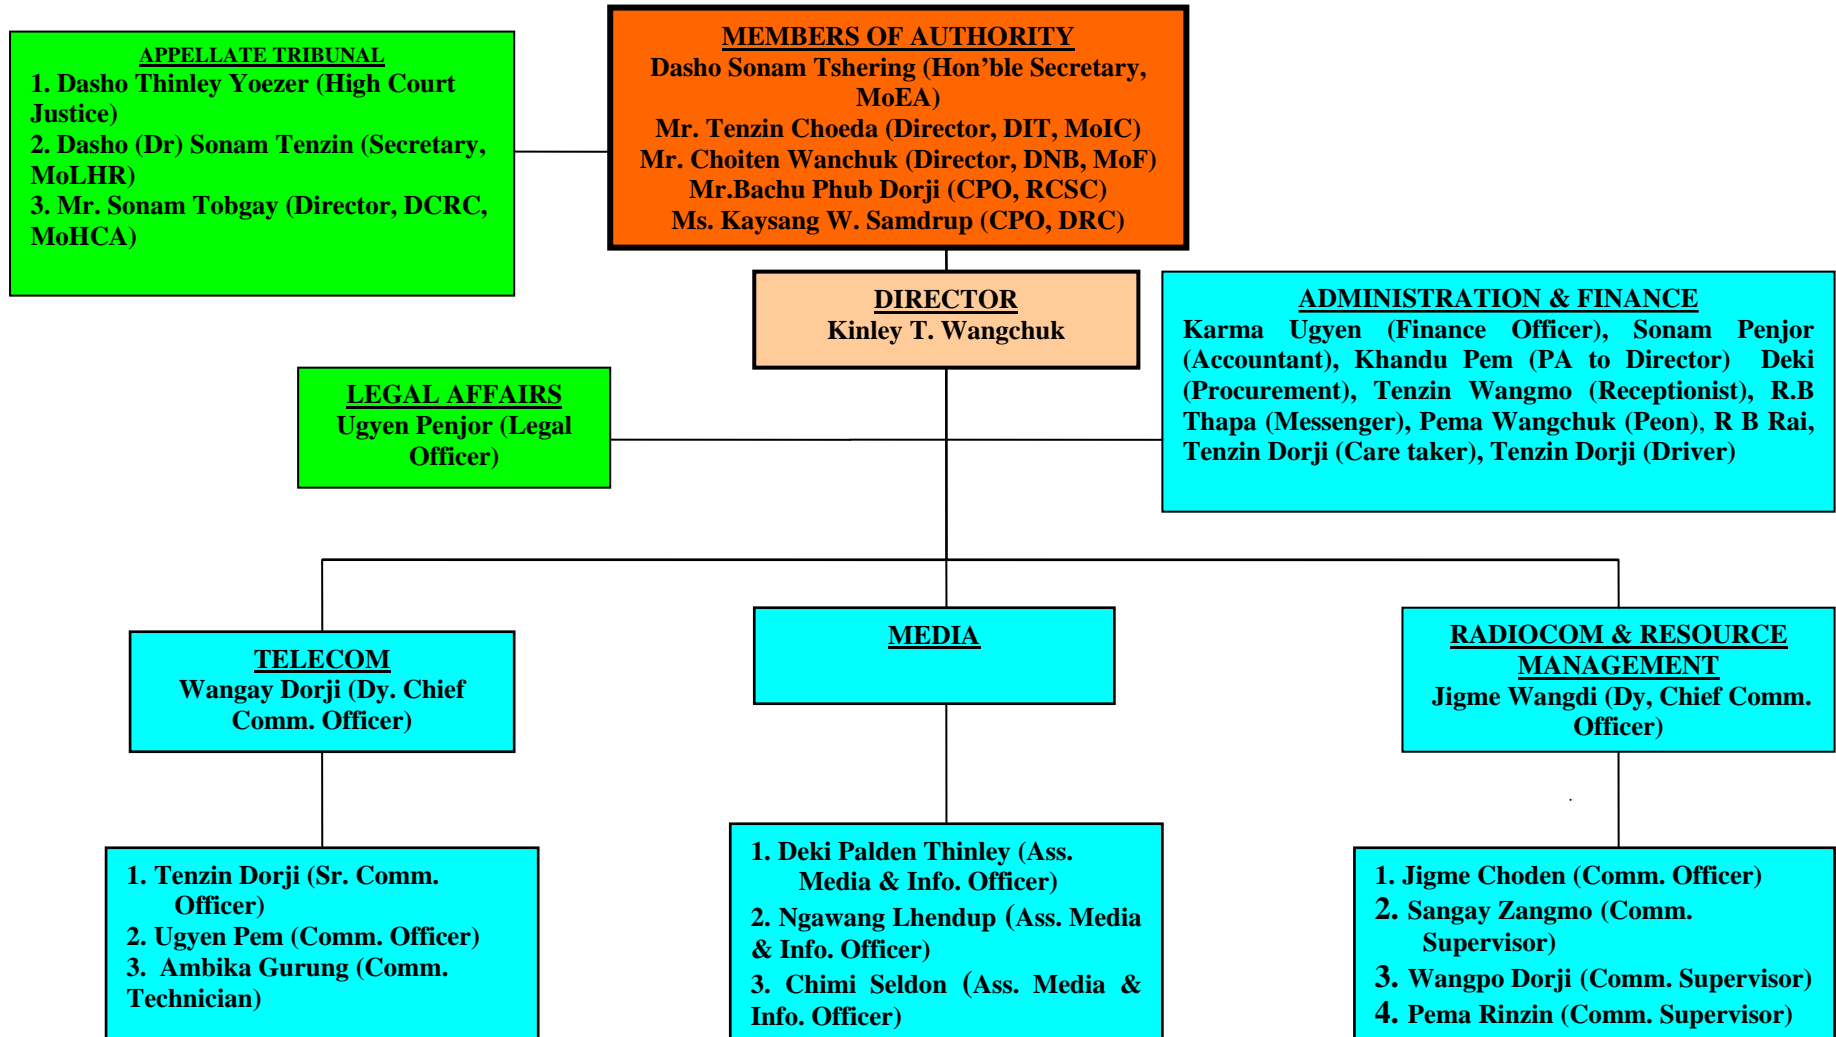 APPELLATE TRIBUNAL
1. Dasho Thinley Yoezer (High Court
Justice)
2. Dasho (Dr) Sonam Tenzin (Secretary,
MoLHR)
3. Mr. Sonam Tobgay (Director, DCRC,
MoHCA)
MEMBERS OF AUTHORITY
Dasho Sonam Tshering (Hon’ble Secretary,
MoEA)
Mr. Tenzin Choeda (Director, DIT, MoIC)
Mr. Choiten Wanchuk (Director, DNB, MoF)
Mr.Bachu Phub Dorji (CPO, RCSC)
Ms. Kaysang W. Samdrup (CPO, DRC)
DIRECTOR
Kinley T. Wangchuk
LEGAL AFFAIRS
Ugyen Penjor (Legal
Officer)
ADMINISTRATION & FINANCE
Karma Ugyen (Finance Officer), Sonam Penjor
(Accountant), Khandu Pem (PA to Director) Deki
(Procurement), Tenzin Wangmo (Receptionist), R.B
Thapa (Messenger), Pema Wangchuk (Peon), R B Rai,
Tenzin Dorji (Care taker), Tenzin Dorji (Driver)
TELECOM
Wangay Dorji (Dy. Chief
Comm. Officer)
MEDIA
RADIOCOM & RESOURCE
MANAGEMENT
Jigme Wangdi (Dy, Chief Comm.
Officer)
1. Tenzin Dorji (Sr. Comm.
Officer)
2. Ugyen Pem (Comm. Officer)
3. Ambika Gurung (Comm.
Technician)
1. Deki Palden Thinley (Ass.
Media & Info. Officer)
2. Ngawang Lhendup (Ass. Media
& Info. Officer)
3. Chimi Seldon (Ass. Media &
Info. Officer)
1. Jigme Choden (Comm. Officer)
2. Sangay Zangmo (Comm.
Supervisor)
3. Wangpo Dorji (Comm. Supervisor)
4. Pema Rinzin (Comm. Supervisor)